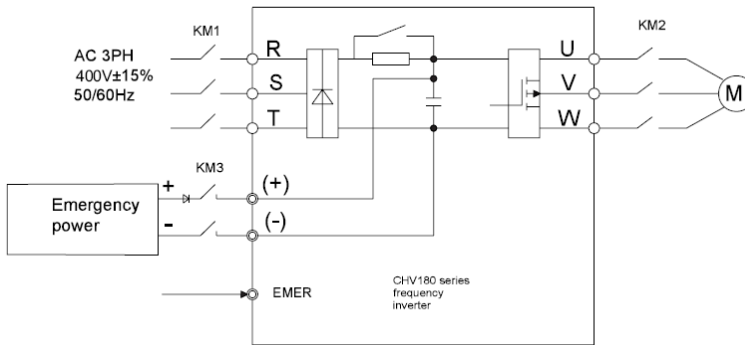 KM1
KM2
AC 3PH
400V±15%
50/60Hz
R
S
T
U
V
W
M
KM3
+
-
(+)
(-)
Emergency
power
EMER
CHV180 series
frequency
inverter